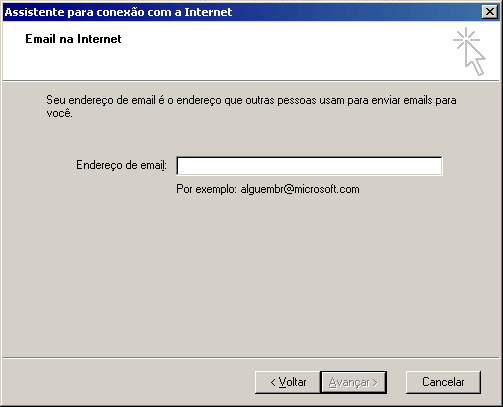 Assistente para conexão com a Internet
Email na Internet
Seu endereço de email é o endereço que outras pessoas usam para enviar emails para
você.
Endereço de email:
Por exemplo: alguembr@microsoft.com
< Voltar
Avançar >
Cancelar